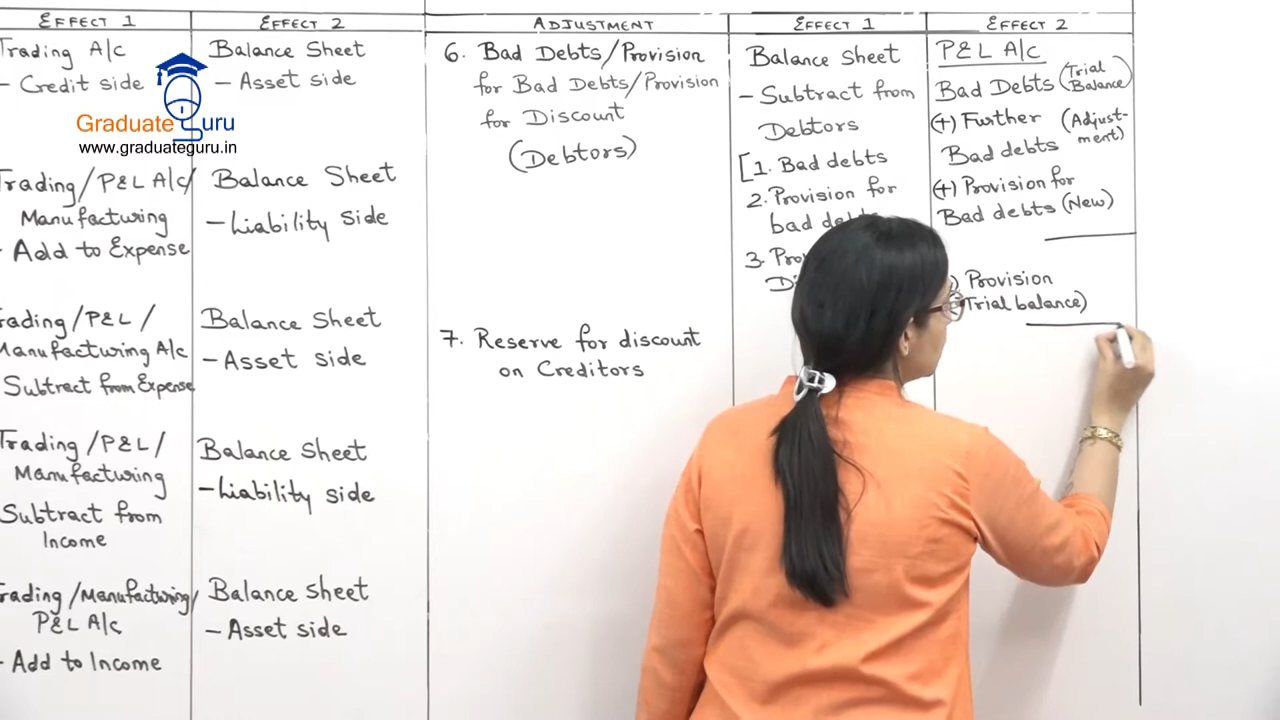 EFFECT 1
EFFECT 2
Trading A/c
Balance Sheet
- Credit side
- Asset side
GraduateGuru
www.graduateguru.in
Trading/P&L A/c/
Balance Sheet
Manufacturing
- Liability Side
- Add to Expense
Trading/P&L/
Balance Sheet
Manufacturing A/c
- Asset side
Subtract from Expense
Trading/P&L/
Balance Sheet
Manufacturing
- Liability side
Subtract from
Income
Trading/Manufacturing/
Balance Sheet
P&L A/c
- Asset side
- Add to Income
ADJUSTMENT
EFFECT 1
EFFECT 2
6. Bad Debts/Provision
for Bad Debts/Provision
for Discount
(Debtors)
Balance Sheet
- Subtract from
Debtors
[1. Bad debts
2. Provision for
bad debts
3.
P&L A/c
Bad Debts (Trial
Balance)
(+) Further (Adjust-
Bad debts ment)
(+) Provision for
Bad debts (New)
Provision
Trial balance)
7. Reserve for discount
on Creditors